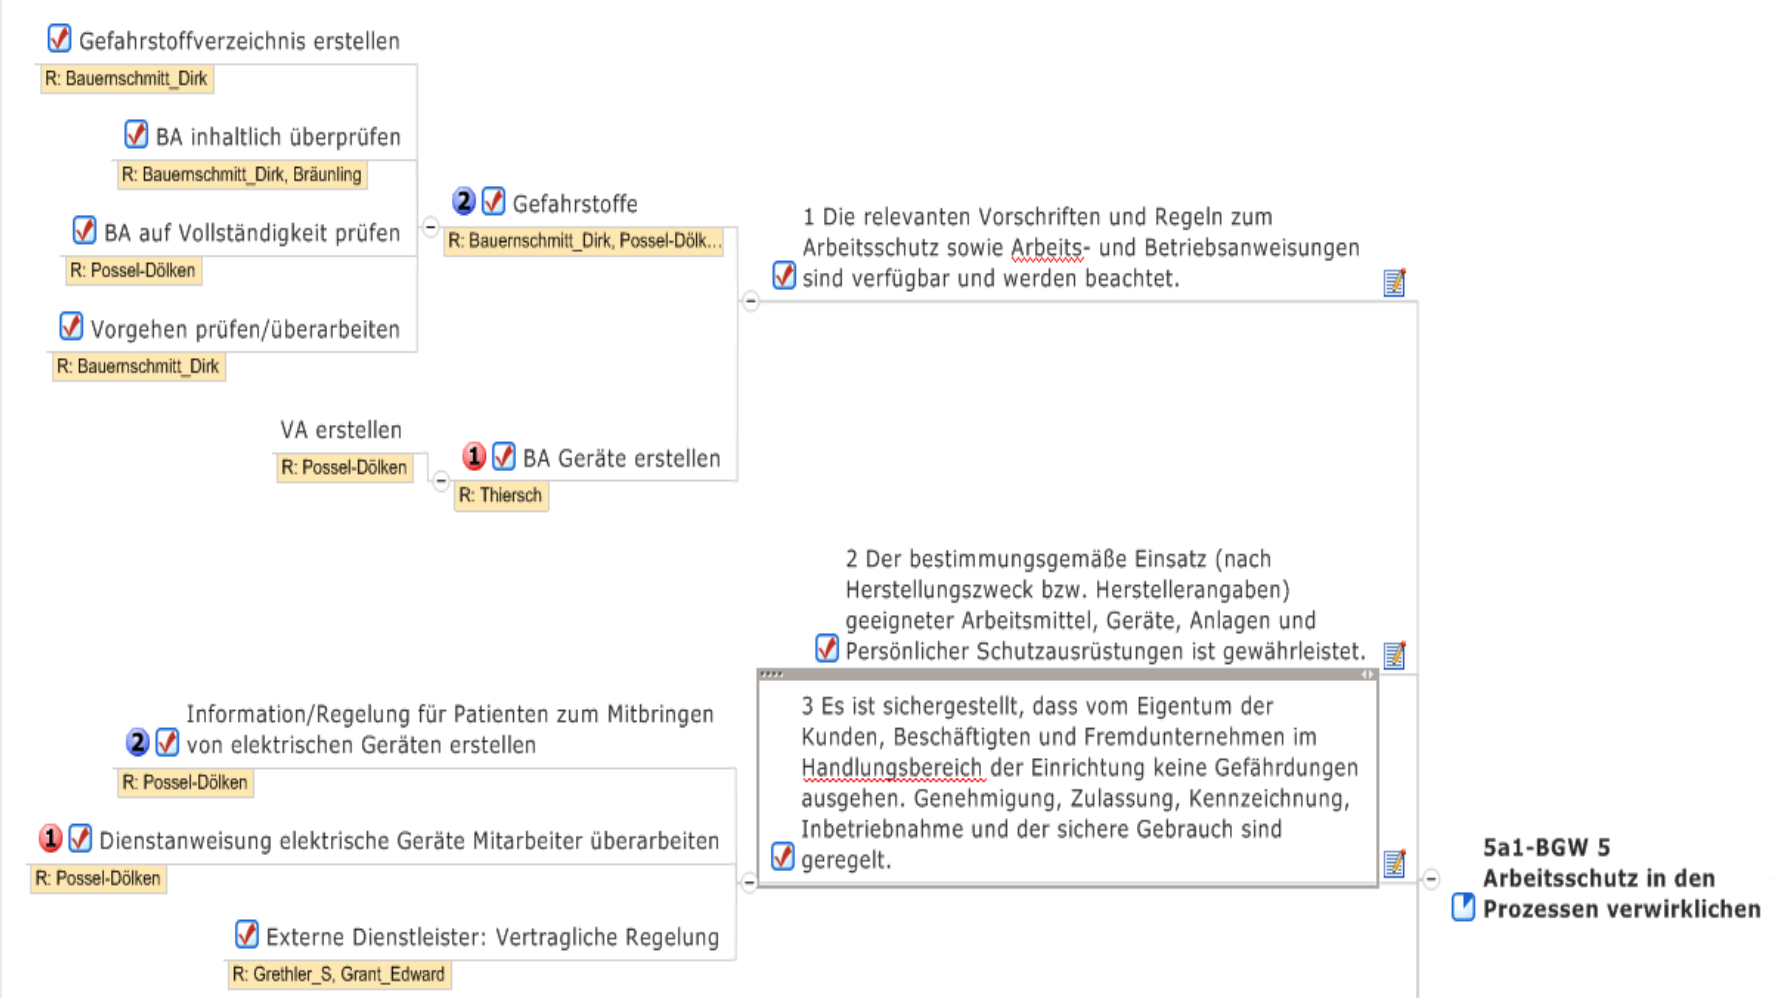 Gefahrstoffverzeichnis erstellen
R: Bauernschmitt_Dirk
BA inhaltlich überprüfen
R: Bauernschmitt_Dirk, Bräunling
BA auf Vollständigkeit prüfen
R: Possel-Dölken
Vorgehen prüfen/überarbeiten
R: Bauernschmitt_Dirk
2 Gefahrstoffe
R: Bauernschmitt_Dirk, Possel-Dölk...
VA erstellen
R: Possel-Dölken
1 BA Geräte erstellen
R: Thiersch
1 Die relevanten Vorschriften und Regeln zum
Arbeitsschutz sowie Arbeits- und Betriebsanweisungen
sind verfügbar und werden beachtet.
2 Der bestimmungsgemäße Einsatz (nach
Herstellungszweck bzw. Herstellerangaben)
geeigneter Arbeitsmittel, Geräte, Anlagen und
Persönlicher Schutzausrüstungen ist gewährleistet.
Information/Regelung für Patienten zum Mitbringen
2 von elektrischen Geräten erstellen
R: Possel-Dölken
1 Dienstanweisung elektrische Geräte Mitarbeiter überarbeiten
R: Possel-Dölken
Externe Dienstleister: Vertragliche Regelung
R: Grethler_S, Grant_Edward
3 Es ist sichergestellt, dass vom Eigentum der
Kunden, Beschäftigten und Fremdunternehmen im
Handlungsbereich der Einrichtung keine Gefährdungen
ausgehen. Genehmigung, Zulassung, Kennzeichnung,
Inbetriebnahme und der sichere Gebrauch sind
geregelt.
5a1-BGW 5
Arbeitsschutz in den
Prozessen verwirklichen